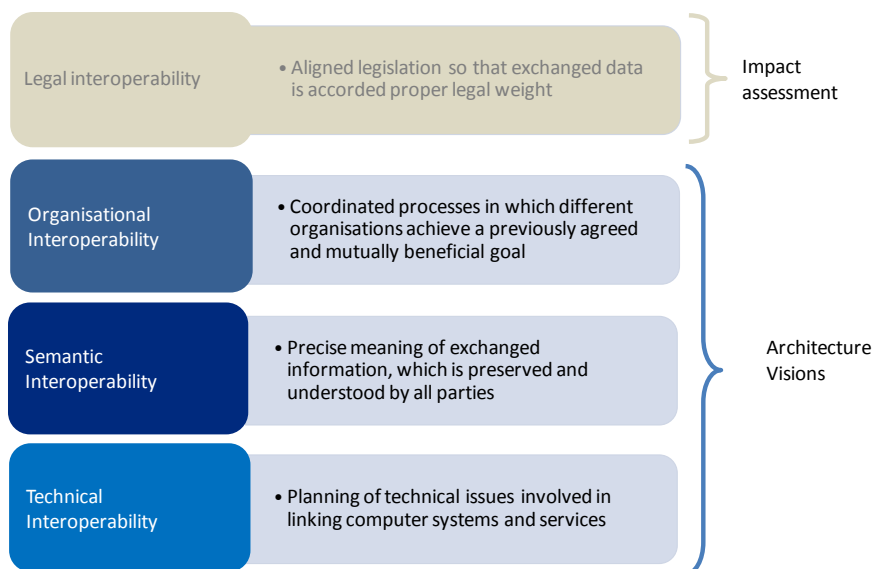 Legal interoperability
• Aligned legislation so that exchanged data
is accorded proper legal weight
Impact
assessment
Organisational
Interoperability
• Coordinated processes in which different
organisations achieve a previously agreed
and mutually beneficial goal
Semantic
Interoperability
• Precise meaning of exchanged
information, which is preserved and
understood by all parties
Architecture
Visions
Technical
Interoperability
• Planning of technical issues involved in
linking computer systems and services